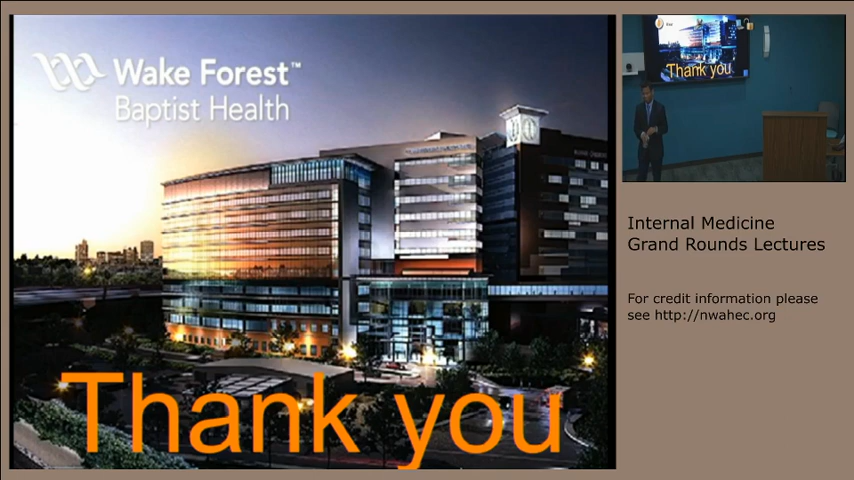 Wake Forest™
Baptist Health
Thank you
Thank you
Internal Medicine
Grand Rounds Lectures
For credit information please
see http://nwahec.org